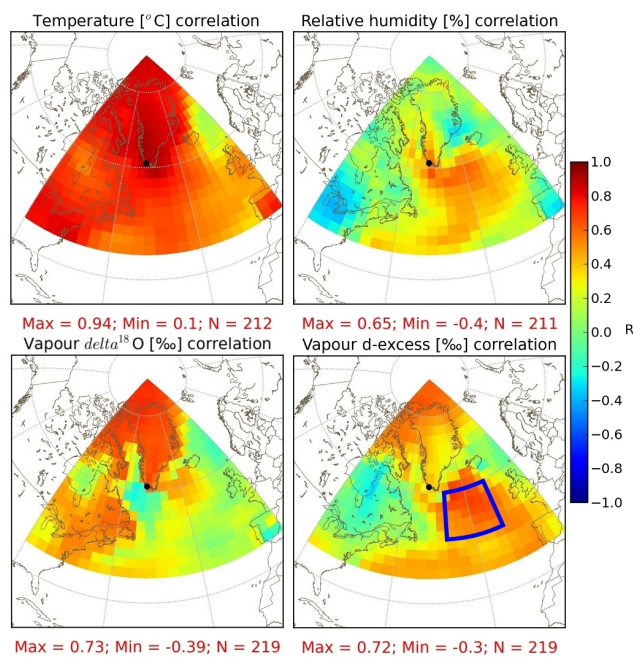 Temperature [°C] correlation
Relative humidity [%] correlation
Max = 0.94; Min = 0.1; N = 212
Max = 0.65; Min = -0.4; N = 211
Vapour delta¹⁸O [‰] correlation
Vapour d-excess [‰] correlation
Max = 0.73; Min = -0.39; N = 219
Max = 0.72; Min = -0.3; N = 219
1.0
0.8
0.6
0.4
0.2
0.0
−0.2
−0.4
−0.6
−0.8
−1.0
R